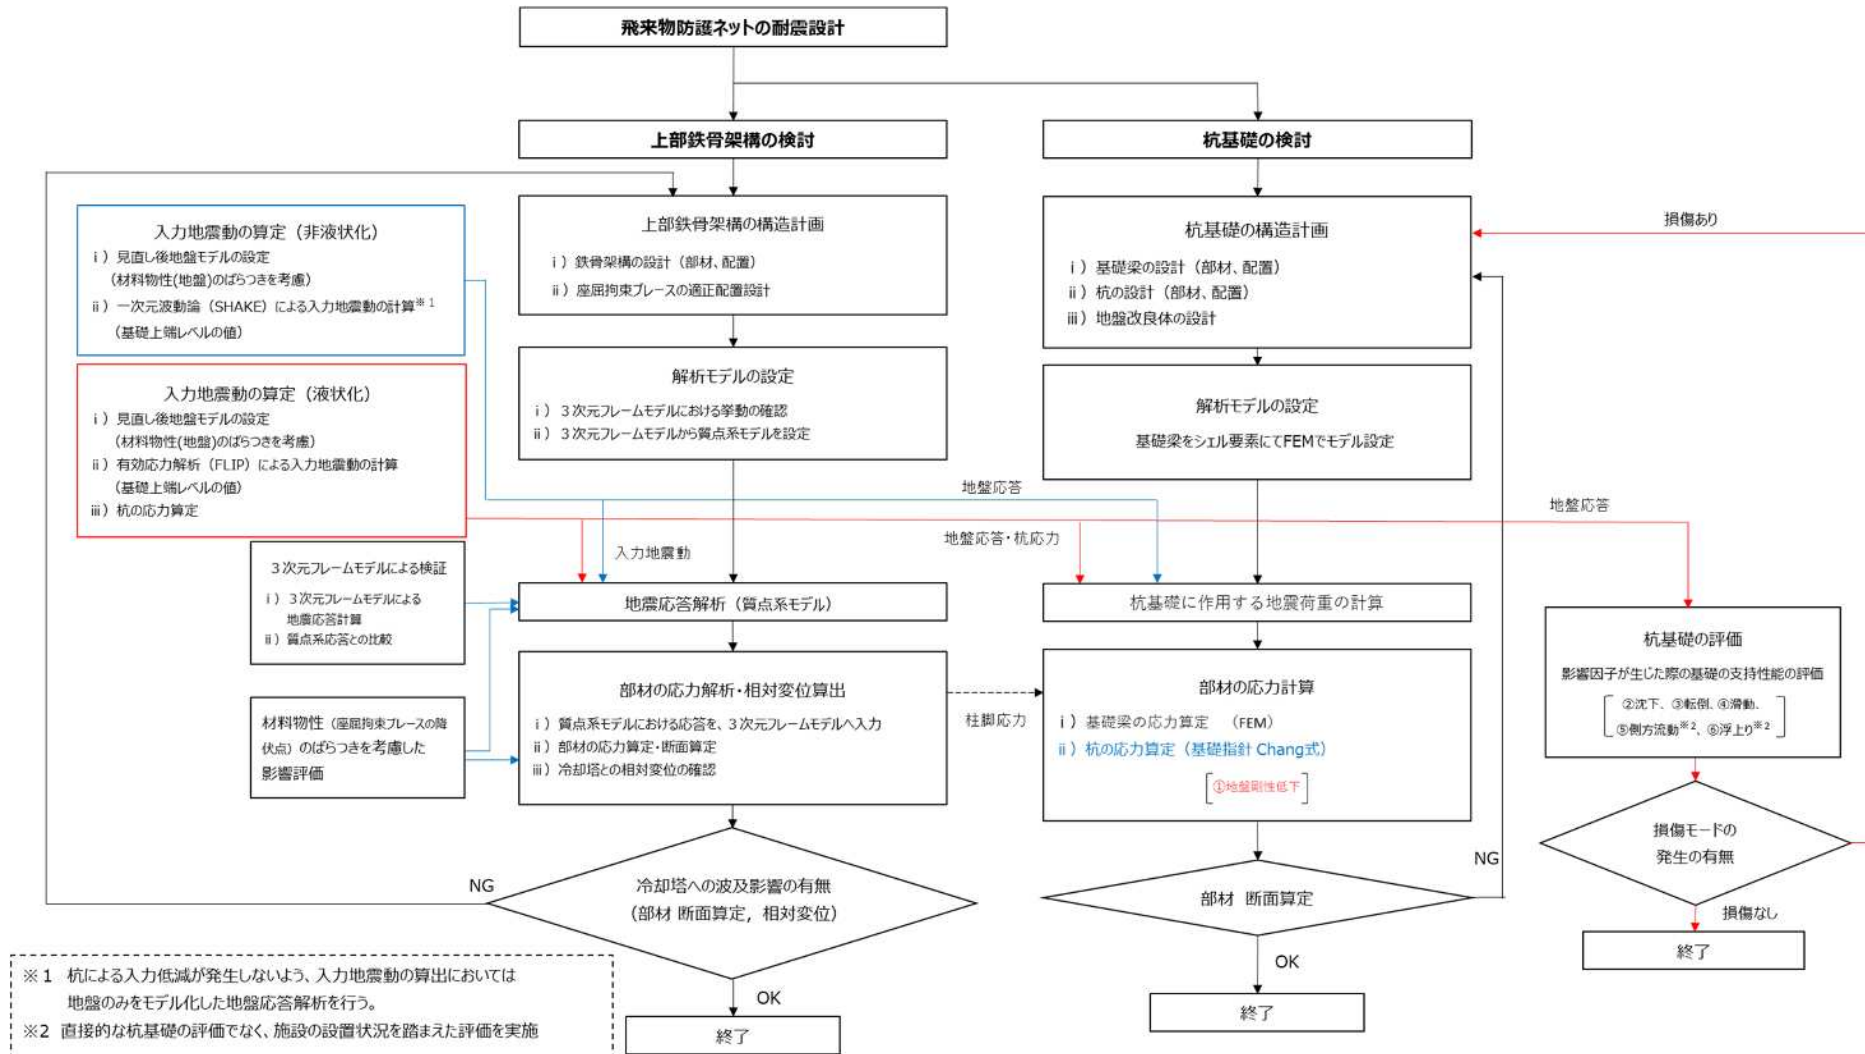 飛来物防護ネットの耐震設計
上部鉄骨架構の検討
杭基礎の検討
入力地震動の算定（非液状化）
ⅰ）見直し後地盤モデルの設定
（材料物性(地盤)のばらつきを考慮）
ⅱ）一次元波動論（SHAKE）による入力地震動の計算※1
（基礎上端レベルの値）
入力地震動の算定（液状化）
ⅰ）見直し後地盤モデルの設定
（材料物性(地盤)のばらつきを考慮）
ⅱ）有効応力解析（FLIP）による入力地震動の計算
（基礎上端レベルの値）
ⅲ）杭の応力算定
3次元フレームモデルによる検証
ⅰ）3次元フレームモデルによる
地震応答計算
ⅱ）質点系応答との比較
材料物性（座屈拘束ブレースの降
伏点）のばらつきを考慮した
影響評価
上部鉄骨架構の構造計画
ⅰ）鉄骨架構の設計（部材、配置）
ⅱ）座屈拘束ブレースの適正配置設計
解析モデルの設定
ⅰ）3次元フレームモデルにおける挙動の確認
ⅱ）3次元フレームモデルから質点系モデルを設定
入力地震動
地震応答解析（質点系モデル）
部材の応力解析・相対変位算出
ⅰ）質点系モデルにおける応答を、3次元フレームモデルへ入力
ⅱ）部材の応力算定・断面算定
ⅲ）冷却塔との相対変位の確認
柱脚応力
NG
冷却塔への波及影響の有無
（部材 断面算定，相対変位）
OK
終了
杭基礎の構造計画
ⅰ）基礎梁の設計（部材、配置）
ⅱ）杭の設計（部材、配置）
ⅲ）地盤改良体の設計
解析モデルの設定
基礎梁をシェル要素にてFEMでモデル設定
地盤応答
地盤応答・杭応力
杭基礎に作用する地震荷重の計算
部材の応力計算
ⅰ）基礎梁の応力算定　（FEM）
ⅱ）杭の応力算定（基礎指針 Chang式）
①地盤剛性低下
NG
部材 断面算定
OK
終了
損傷あり
地盤応答
杭基礎の評価
影響因子が生じた際の基礎の支持性能の評価
②沈下、③転倒、④滑動、
⑤側方流動※2、⑥浮上り※2
損傷モードの
発生の有無
損傷なし
終了
※1　杭による入力低減が発生しないよう、入力地震動の算出においては
地盤のみをモデル化した地盤応答解析を行う。
※2　直接的な杭基礎の評価でなく、施設の設置状況を踏まえた評価を実施